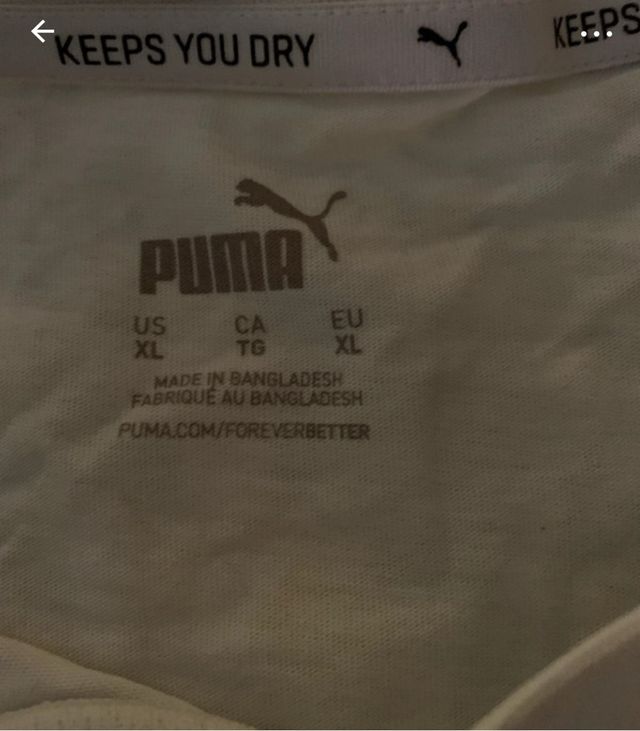 KEEPS YOU DRY KEEPS
PUMA
US CA EU
XL TG XL
MADE IN BANGLADESH
FABRIQUÉ AU BANGLADESH
PUMA.COM/FOREVERBETTER